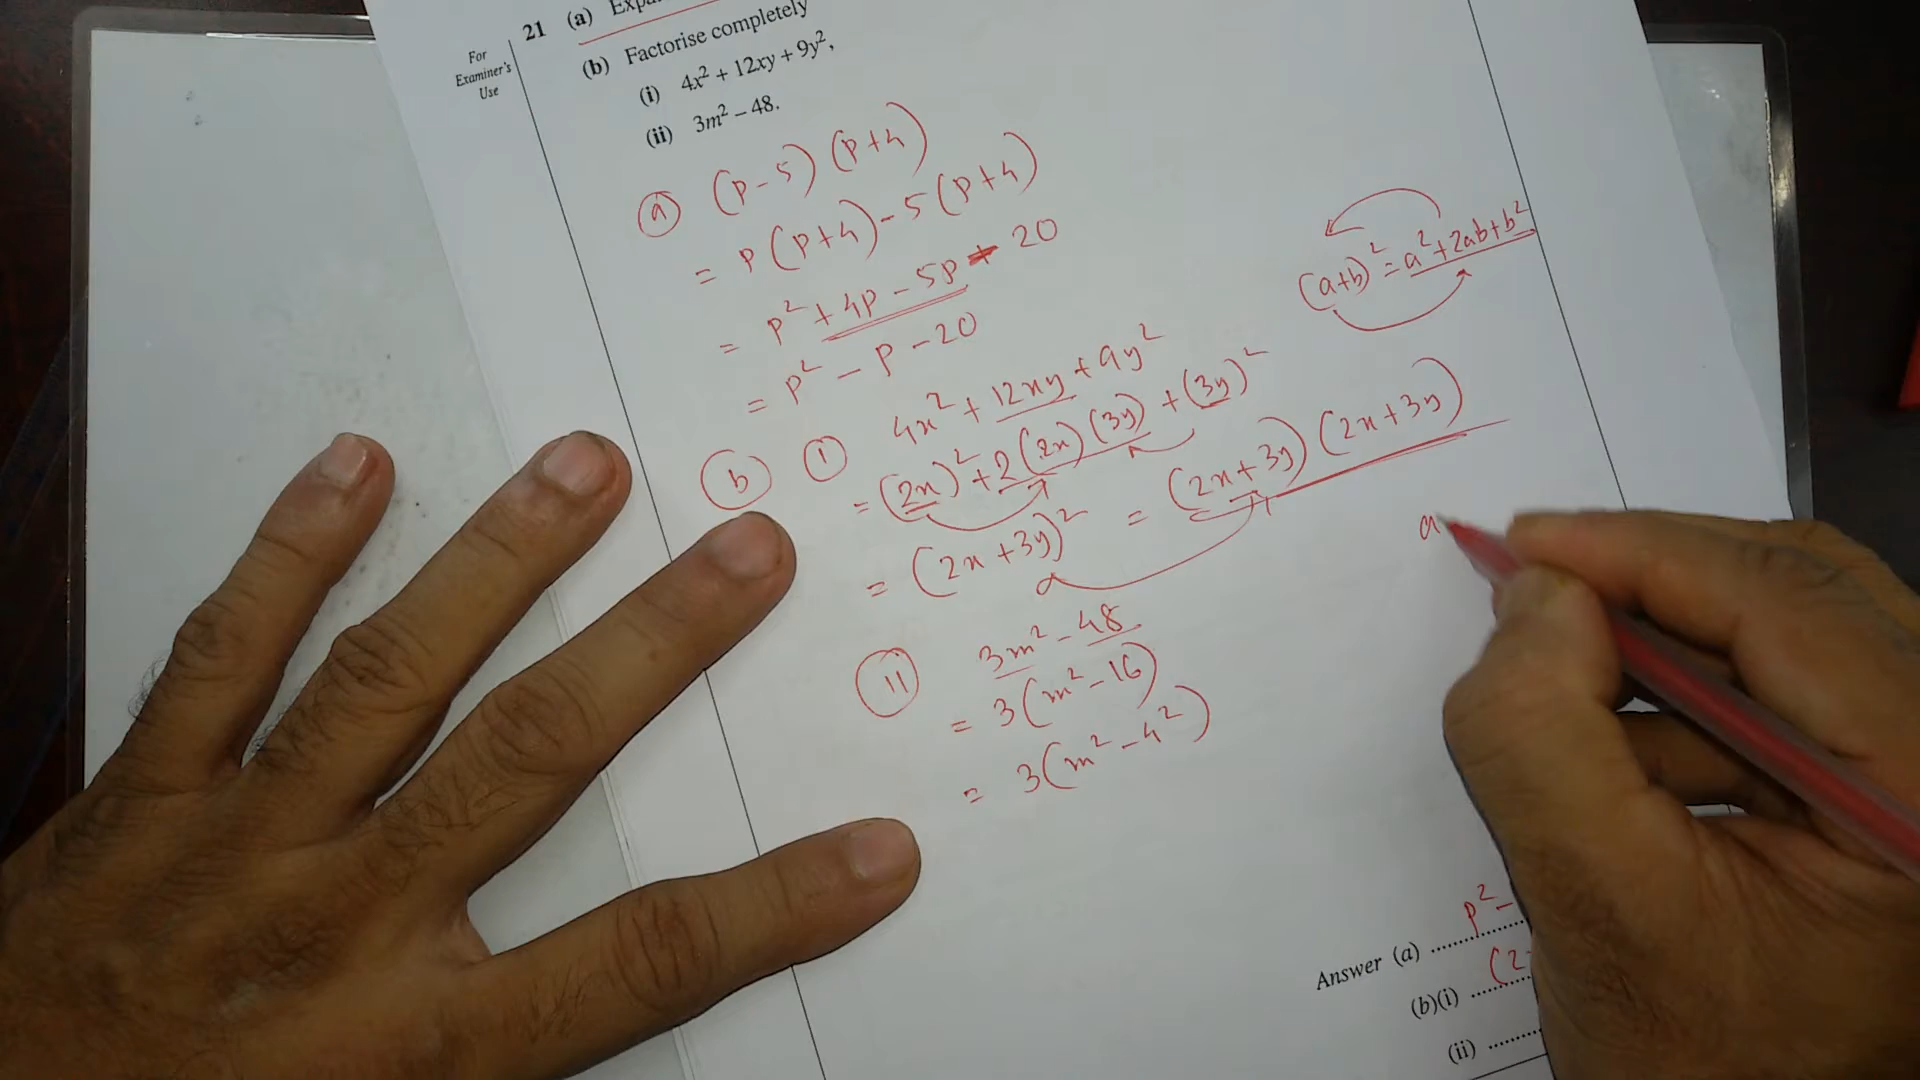 For
Examiner's
Use
21 (a)
(b) Factorise completely
(i) 4x² + 12xy + 9y²,
(ii) 3m² – 48.
(a) (p-5)(p+4)
= p(p+4)-5(p+4)
= p²+4p-5p-20
= p²-p-20
(a+b)²=a²+2ab+b²
(b) (i) 4x²+12xy+9y²
=(2x)²+2(2x)(3y)+(3y)²
=(2x+3y)² =(2x+3y)(2x+3y)
a
(ii) 3m²-48
= 3(m²-16)
= 3(m²-4²)
Answer (a) .......... p²-
(b)(i) .......... (2
(ii) ..........